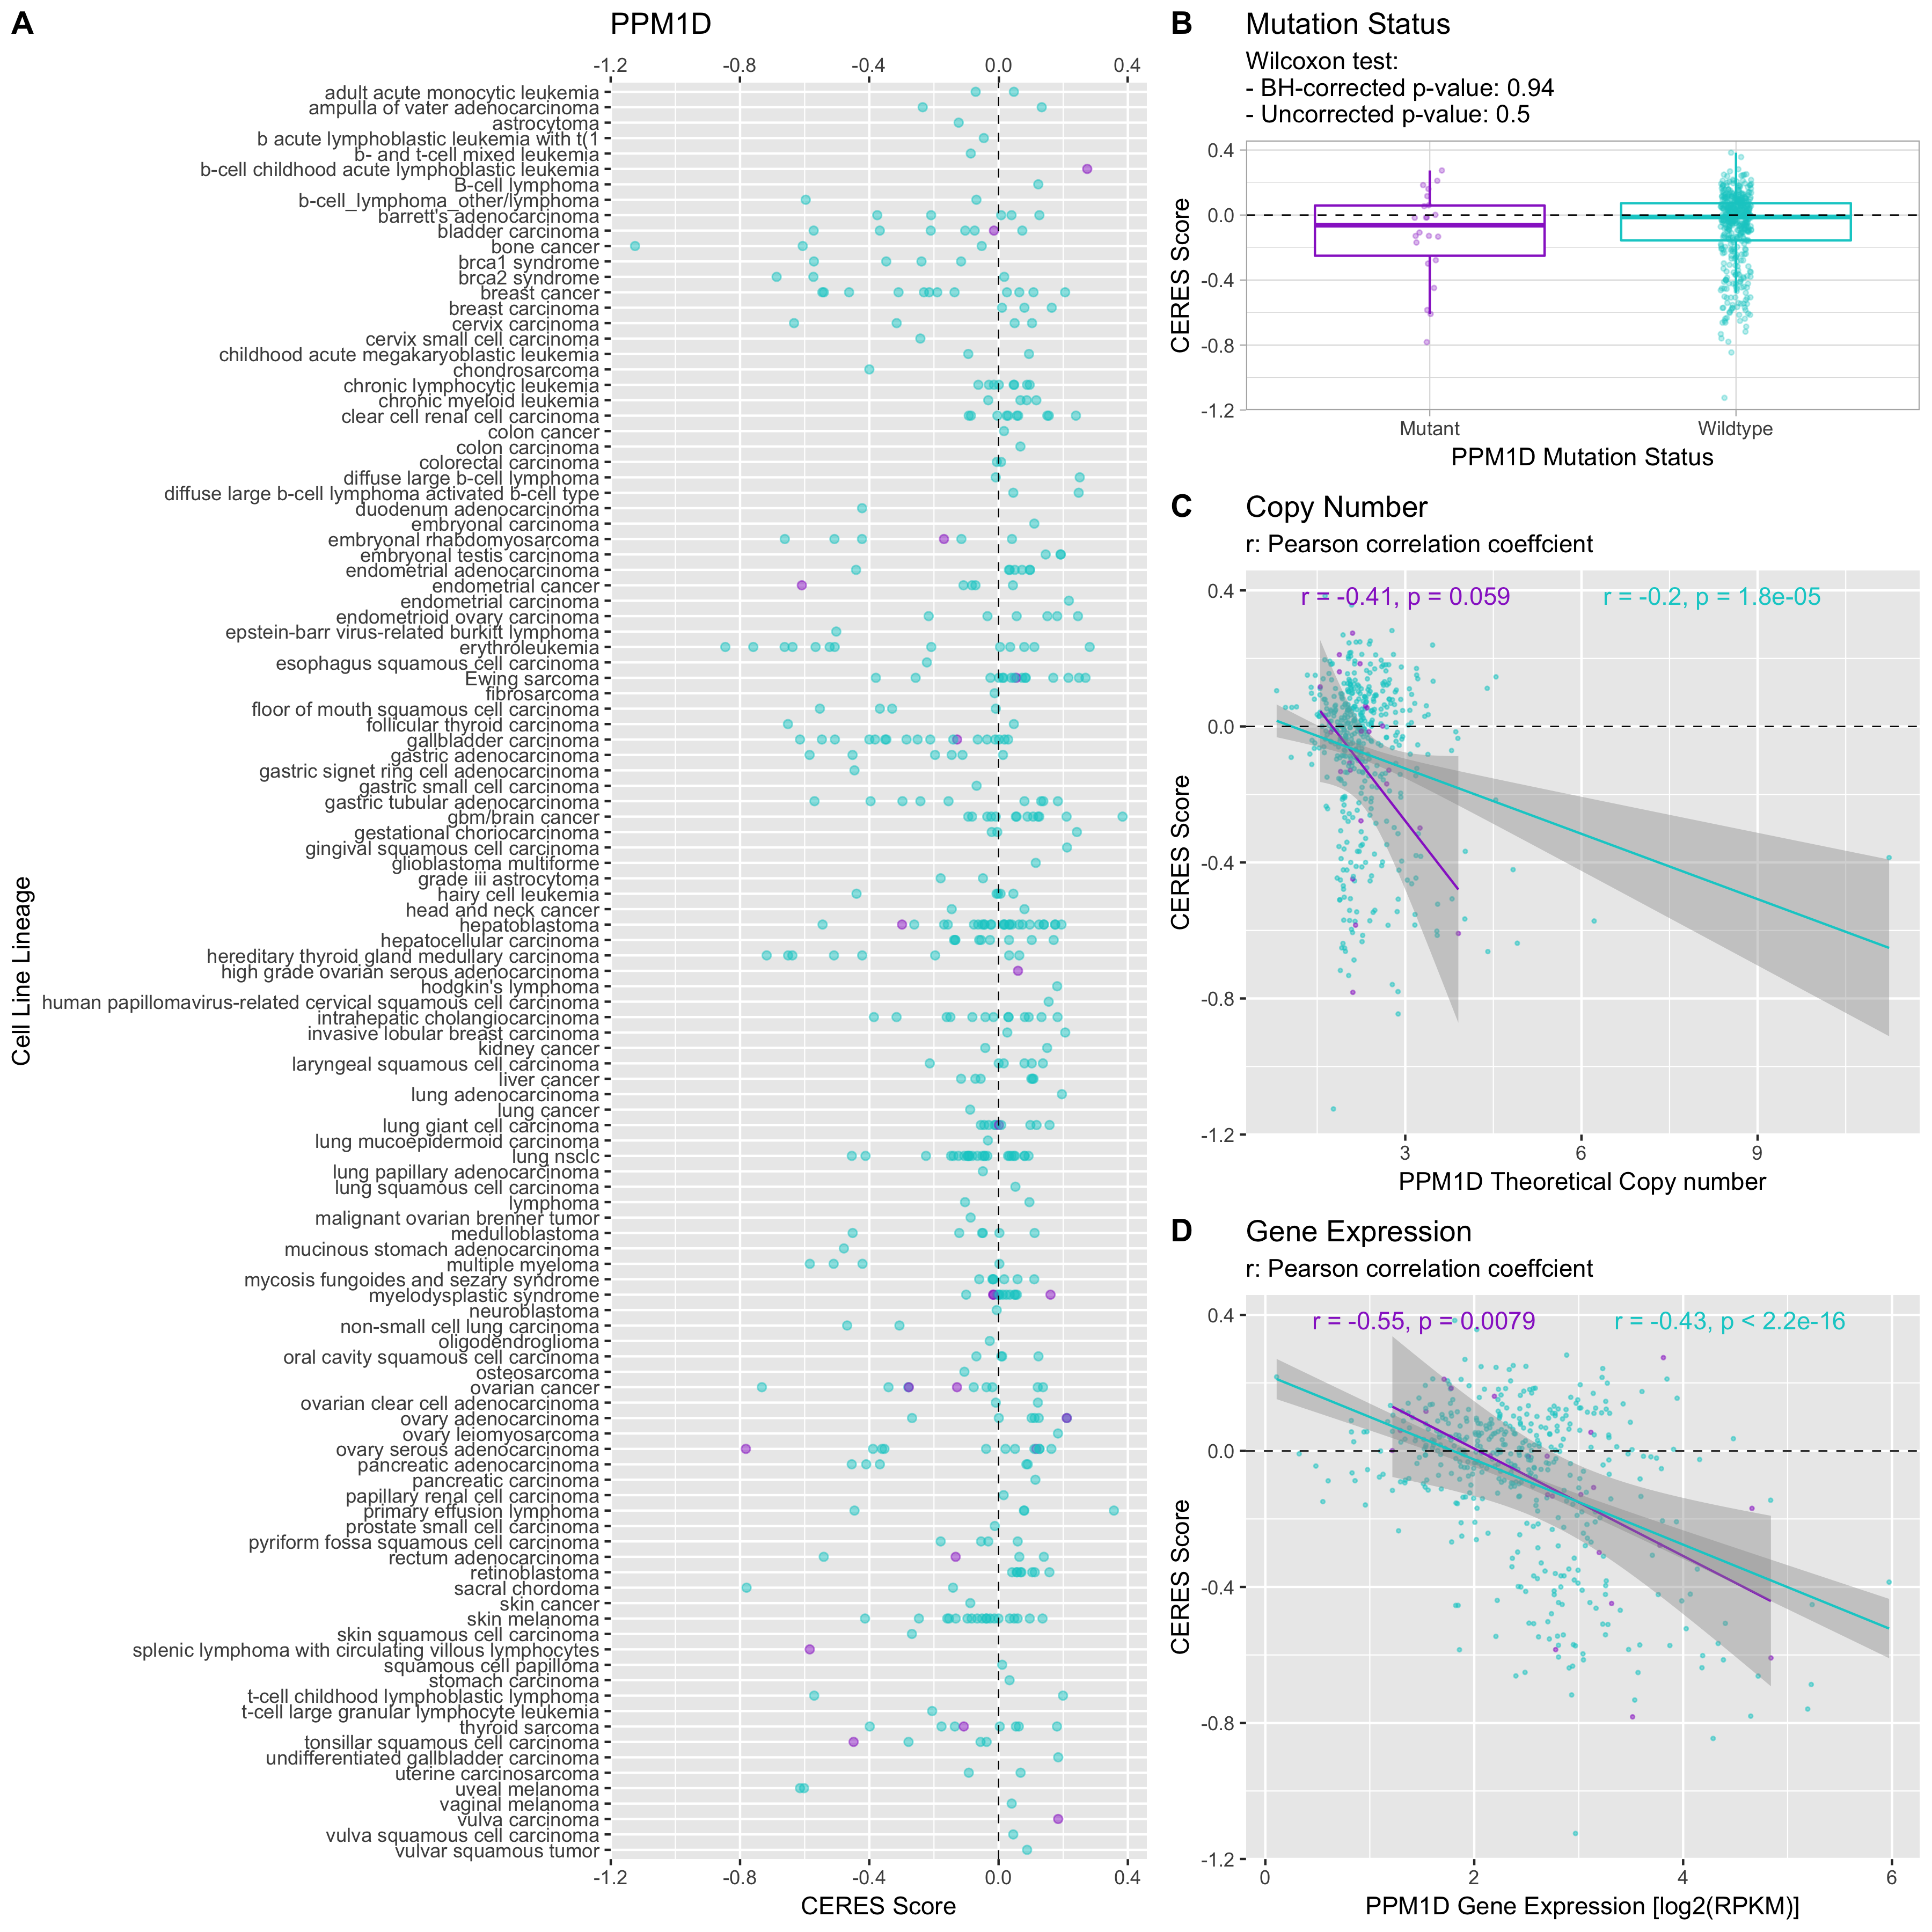 A
PPM1D
-1.2
-0.8
-0.4
0.0
0.4
Cell Line Lineage
adult acute monocytic leukemia
ampulla of vater adenocarcinoma
astrocytoma
b acute lymphoblastic leukemia with t(1
b- and t-cell mixed leukemia
b-cell childhood acute lymphoblastic leukemia
B-cell lymphoma
b-cell_lymphoma_other/lymphoma
barrett's adenocarcinoma
bladder carcinoma
bone cancer
brca1 syndrome
brca2 syndrome
breast cancer
breast carcinoma
cervix carcinoma
cervix small cell carcinoma
childhood acute megakaryoblastic leukemia
chondrosarcoma
chronic lymphocytic leukemia
chronic myeloid leukemia
clear cell renal cell carcinoma
colon cancer
colon carcinoma
colorectal carcinoma
diffuse large b-cell lymphoma
diffuse large b-cell lymphoma activated b-cell type
duodenum adenocarcinoma
embryonal carcinoma
embryonal rhabdomyosarcoma
embryonal testis carcinoma
endometrial adenocarcinoma
endometrial cancer
endometrial carcinoma
endometrioid ovary carcinoma
epstein-barr virus-related burkitt lymphoma
erythroleukemia
esophagus squamous cell carcinoma
Ewing sarcoma
fibrosarcoma
floor of mouth squamous cell carcinoma
follicular thyroid carcinoma
gallbladder carcinoma
gastric adenocarcinoma
gastric signet ring cell adenocarcinoma
gastric small cell carcinoma
gastric tubular adenocarcinoma
gbm/brain cancer
gestational choriocarcinoma
gingival squamous cell carcinoma
glioblastoma multiforme
grade iii astrocytoma
hairy cell leukemia
head and neck cancer
hepatoblastoma
hepatocellular carcinoma
hereditary thyroid gland medullary carcinoma
high grade ovarian serous adenocarcinoma
hodgkin's lymphoma
human papillomavirus-related cervical squamous cell carcinoma
intrahepatic cholangiocarcinoma
invasive lobular breast carcinoma
kidney cancer
laryngeal squamous cell carcinoma
liver cancer
lung adenocarcinoma
lung cancer
lung giant cell carcinoma
lung mucoepidermoid carcinoma
lung nsclc
lung papillary adenocarcinoma
lung squamous cell carcinoma
lymphoma
malignant ovarian brenner tumor
medulloblastoma
mucinous stomach adenocarcinoma
multiple myeloma
mycosis fungoides and sezary syndrome
myelodysplastic syndrome
neuroblastoma
non-small cell lung carcinoma
oligodendroglioma
oral cavity squamous cell carcinoma
osteosarcoma
ovarian cancer
ovarian clear cell adenocarcinoma
ovary adenocarcinoma
ovary leiomyosarcoma
ovary serous adenocarcinoma
pancreatic adenocarcinoma
pancreatic carcinoma
papillary renal cell carcinoma
primary effusion lymphoma
prostate small cell carcinoma
pyriform fossa squamous cell carcinoma
rectum adenocarcinoma
retinoblastoma
sacral chordoma
skin cancer
skin melanoma
skin squamous cell carcinoma
splenic lymphoma with circulating villous lymphocytes
squamous cell papilloma
stomach carcinoma
t-cell childhood lymphoblastic lymphoma
t-cell large granular lymphocyte leukemia
thyroid sarcoma
tonsillar squamous cell carcinoma
undifferentiated gallbladder carcinoma
uterine carcinosarcoma
uveal melanoma
vaginal melanoma
vulva carcinoma
vulva squamous cell carcinoma
vulvar squamous tumor
-1.2
-0.8
-0.4
0.0
0.4
CERES Score
B
Mutation Status
Wilcoxon test:
- BH-corrected p-value: 0.94
- Uncorrected p-value: 0.5
CERES Score
0.4
0.0
-0.4
-0.8
-1.2
Mutant
Wildtype
PPM1D Mutation Status
C
Copy Number
r: Pearson correlation coeffcient
r = -0.41, p = 0.059
r = -0.2, p = 1.8e-05
CERES Score
0.4
0.0
-0.4
-0.8
-1.2
3
6
9
PPM1D Theoretical Copy number
D
Gene Expression
r: Pearson correlation coeffcient
r = -0.55, p = 0.0079
r = -0.43, p < 2.2e-16
CERES Score
0.4
0.0
-0.4
-0.8
-1.2
0
2
4
6
PPM1D Gene Expression [log2(RPKM)]